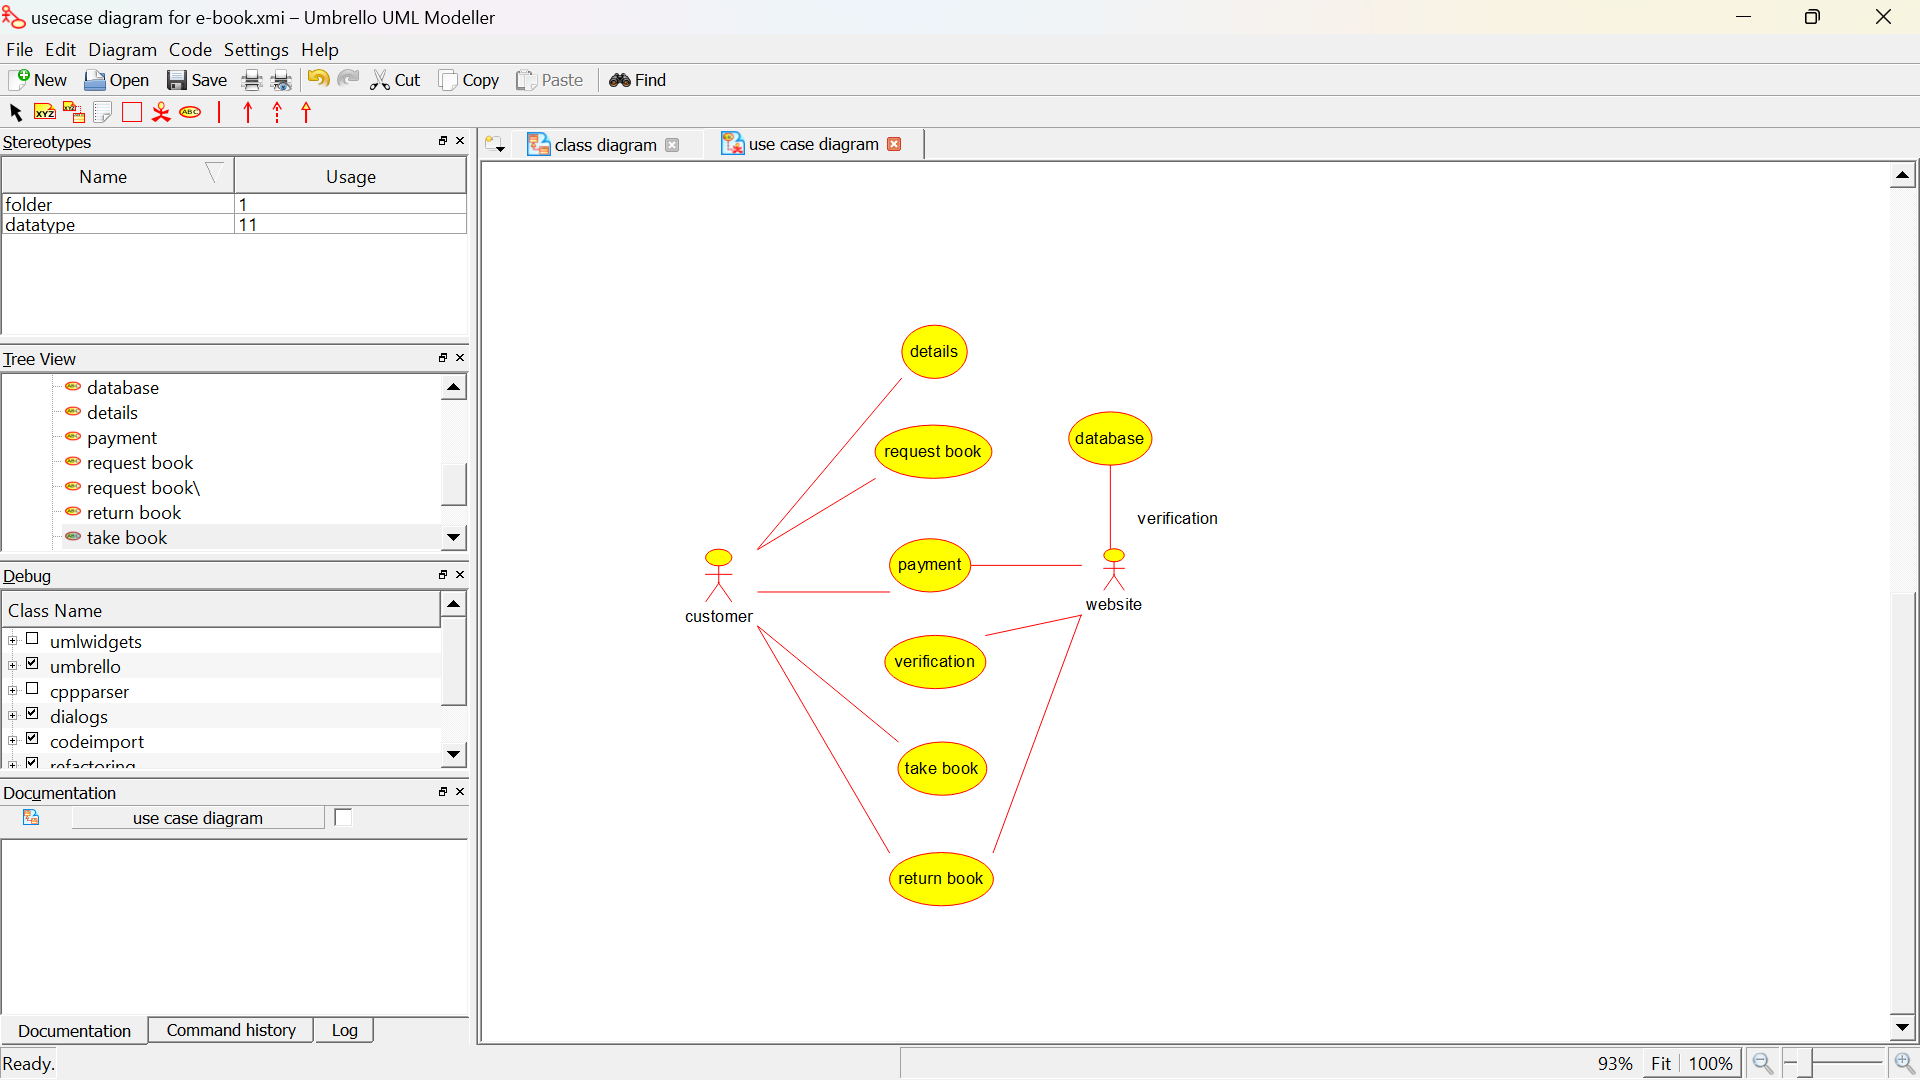 usecase diagram for e-book.xmi – Umbrello UML Modeller
File Edit Diagram Code Settings Help
New Open Save Cut Copy Paste Find
XYZ XYZ ABC
Stereotypes
class diagram use case diagram
Name Usage
folder 1
datatype 11
Tree View
database
details
payment
request book
request book\
return book
take book
Debug
Class Name
umlwidgets
umbrello
cppparser
dialogs
codeimport
refactoring
Documentation
use case diagram
Documentation Command history Log
details
request book
database
verification
payment
website
customer
verification
take book
return book
Ready.
93% Fit 100%